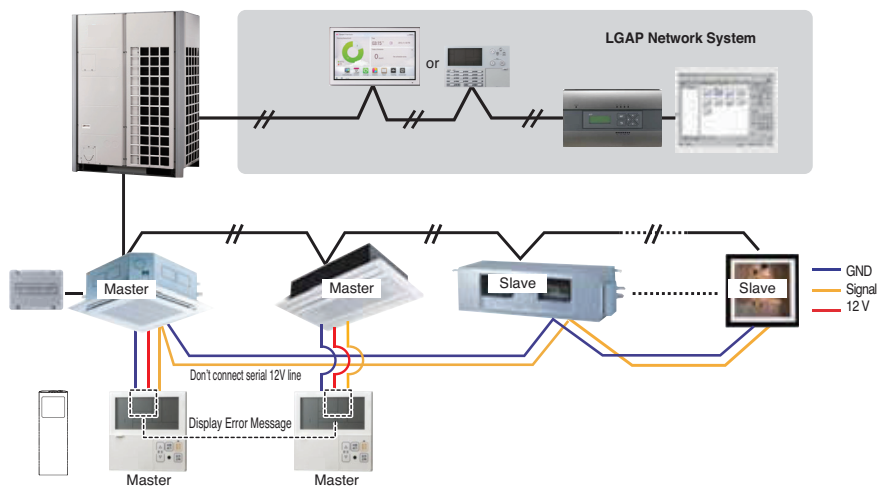 LGAP Network System
or
Master
Master
Slave
Slave
GND
Signal
12 V
Don't connect serial 12V line
Display Error Message
Master
Master